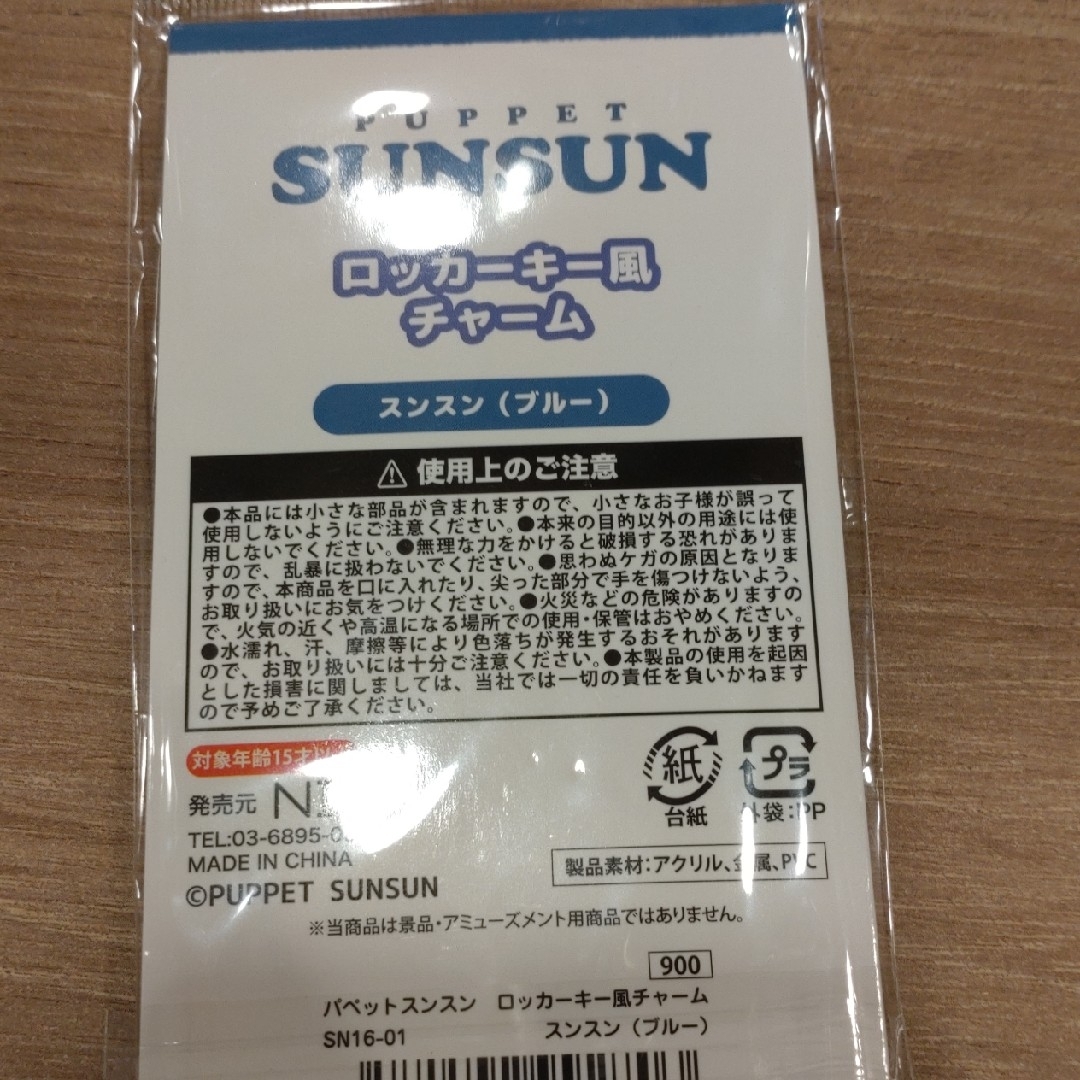 PUPPET
SUNSUN
ロッカーキー風
チャーム
スンスン（ブルー）
⚠使用上のご注意
●本品には小さな部品が含まれますので、小さなお子様が誤って
使用しないようにご注意ください。●本来の目的以外の用途には使
用しないでください。●無理な力をかけると破損する恐れがありま
すので、乱暴に扱わないでください。●思わぬケガの原因となりま
すので、本商品を口に入れたり、尖った部分で手を傷つけないよう、
お取り扱いにお気をつけください。●火災などの危険がありますの
で、火気の近くや高温になる場所での使用・保管はおやめください。
●水濡れ、汗、摩擦等により色落ちが発生するおそれがあります
ので、お取り扱いには十分ご注意ください。●本製品の使用を起因
とした損害に関しましては、当社では一切の責任を負いかねます
ので予めご了承ください。
対象年齢15才
発売元
TEL:03-6895-0
MADE IN CHINA
©PUPPET SUNSUN
紙
台紙
プラ
外袋:PP
製品素材:アクリル、金属、PVC
※当商品は景品・アミューズメント用商品ではありません。
900
パペットスンスン ロッカーキー風チャーム
SN16-01 スンスン（ブルー）